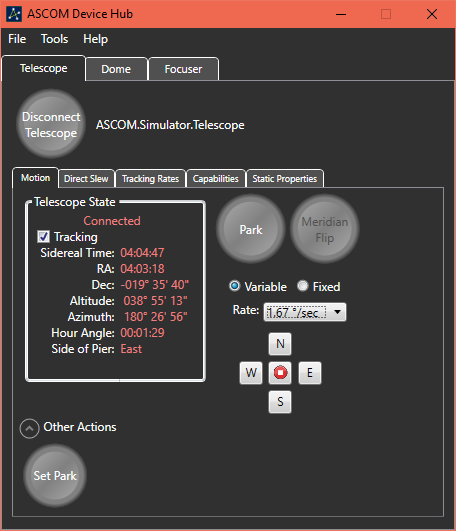 ASCOM Device Hub
File Tools Help
Telescope Dome Focuser
Disconnect
Telescope
ASCOM.Simulator.Telescope
Motion Direct Slew Tracking Rates Capabilities Static Properties
Telescope State
Connected
Tracking
Sidereal Time: 04:04:47
RA: 04:03:18
Dec: -019° 35' 40"
Altitude: 038° 55' 13"
Azimuth: 180° 26' 56"
Hour Angle: 00:01:29
Side of Pier: East
Park
Meridian
Flip
Variable Fixed
Rate: 1.67 °/sec
N
W E
S
Other Actions
Set Park